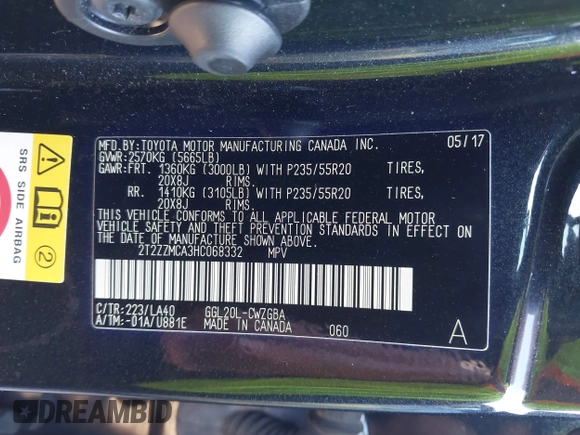 MFD.BY:TOYOTA MOTOR MANUFACTURING CANADA INC. 05/17
GVWR:2570KG (5665LB)
GAWR:FRT. 1360KG (3000LB) WITH P235/55R20 TIRES,
20X8J RIMS.
RR. 1410KG (3105LB) WITH P235/55R20 TIRES,
20X8J RIMS.
THIS VEHICLE CONFORMS TO ALL APPLICABLE FEDERAL MOTOR
VEHICLE SAFETY AND THEFT PREVENTION STANDARDS IN EFFECT ON
THE DATE OF MANUFACTURE SHOWN ABOVE.
2T2ZZMCA3HC068332 MPV
C/TR:223/LA40 GGL20L-CWZGBA
A/TM:-01A/U881E MADE IN CANADA 060 A
SRS SIDE AIRBAG
2
DREAMBID